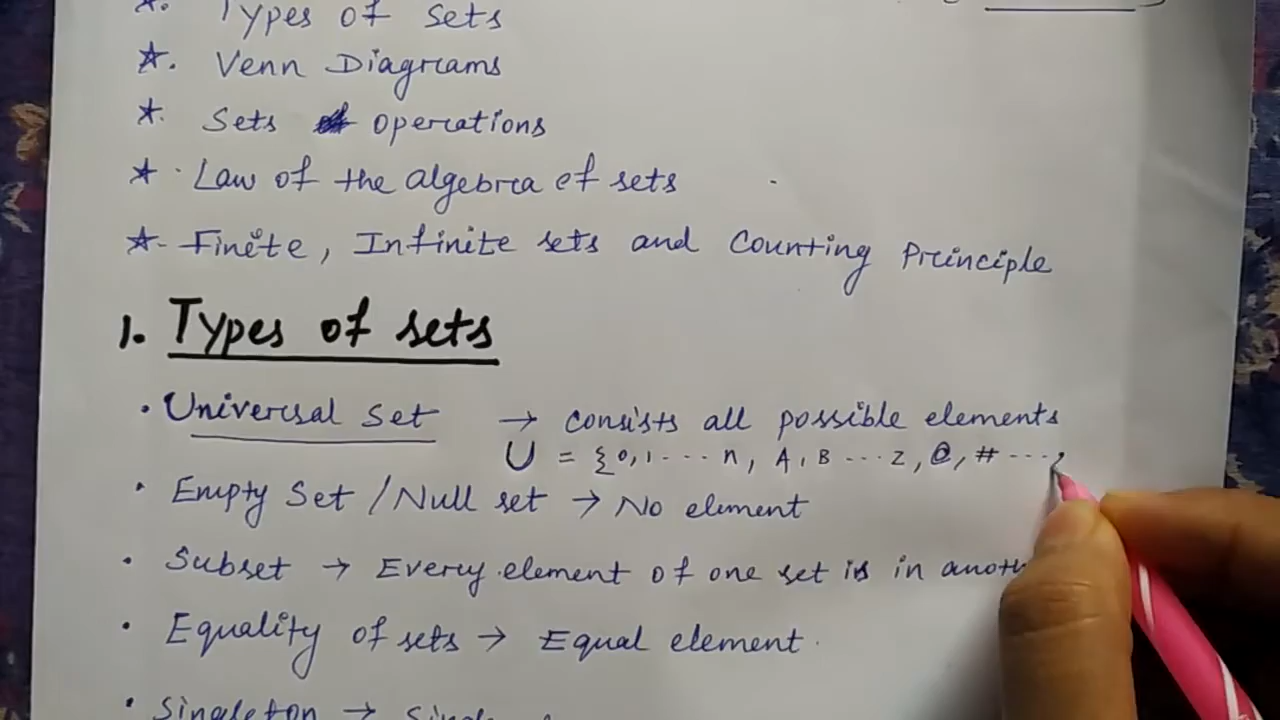 *. Types of sets
*. Venn Diagrams
*. Sets operations
* . Law of the algebra of sets
*. Finite, Infinite sets and Counting Principle
1. Types of sets
. Universal set → consists all possible elements
U = {0,1 .... n, A, B ... Z, @, # ....}
. Empty Set / Null set → No element
. Subset → Every element of one set is in anoth
. Equality of sets → Equal element.
. Singleton →